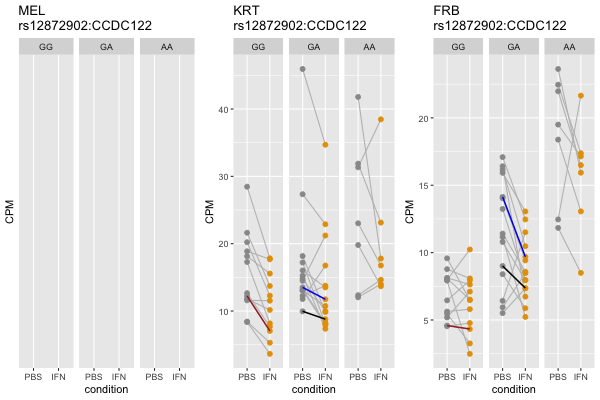 MEL
rs12872902:CCDC122
GG GA AA
CPM
PBS IFN PBS IFN PBS IFN
condition
KRT
rs12872902:CCDC122
GG GA AA
CPM
40
30
20
10
PBS IFN PBS IFN PBS IFN
condition
FRB
rs12872902:CCDC122
GG GA AA
CPM
20
15
10
5
PBS IFN PBS IFN PBS IFN
condition